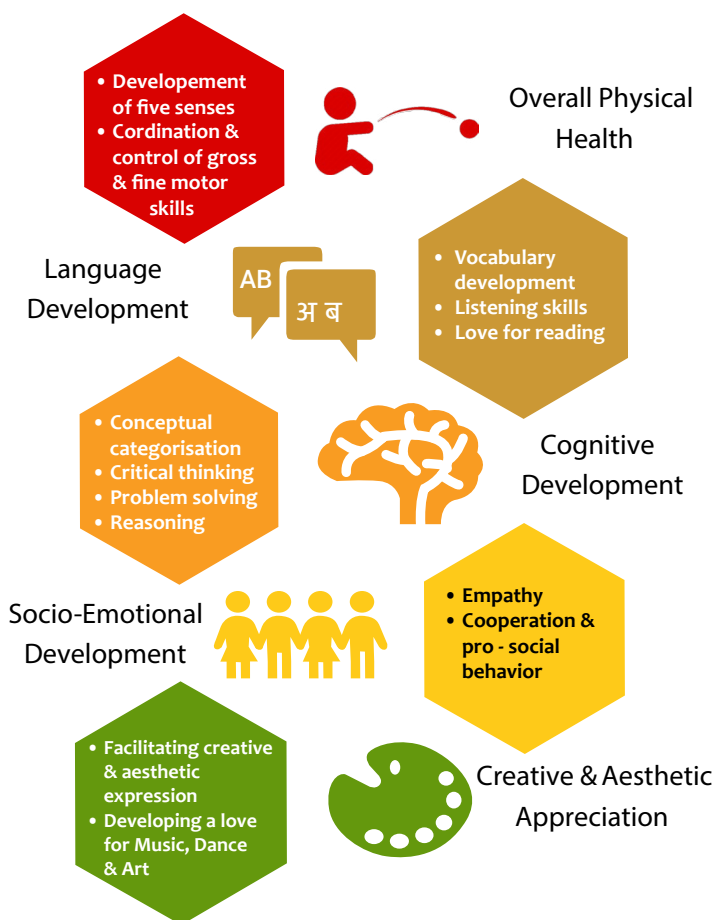 • Developement
of five senses
• Cordination &
control of gross
& fine motor
skills
Overall Physical
Health
Language
Development
AB
अ ब
• Vocabulary
development
• Listening skills
• Love for reading
• Conceptual
categorisation
• Critical thinking
• Problem solving
• Reasoning
Cognitive
Development
Socio-Emotional
Development
• Empathy
• Cooperation &
pro - social
behavior
• Facilitating creative
& aesthetic
expression
• Developing a love
for Music, Dance
& Art
Creative & Aesthetic
Appreciation